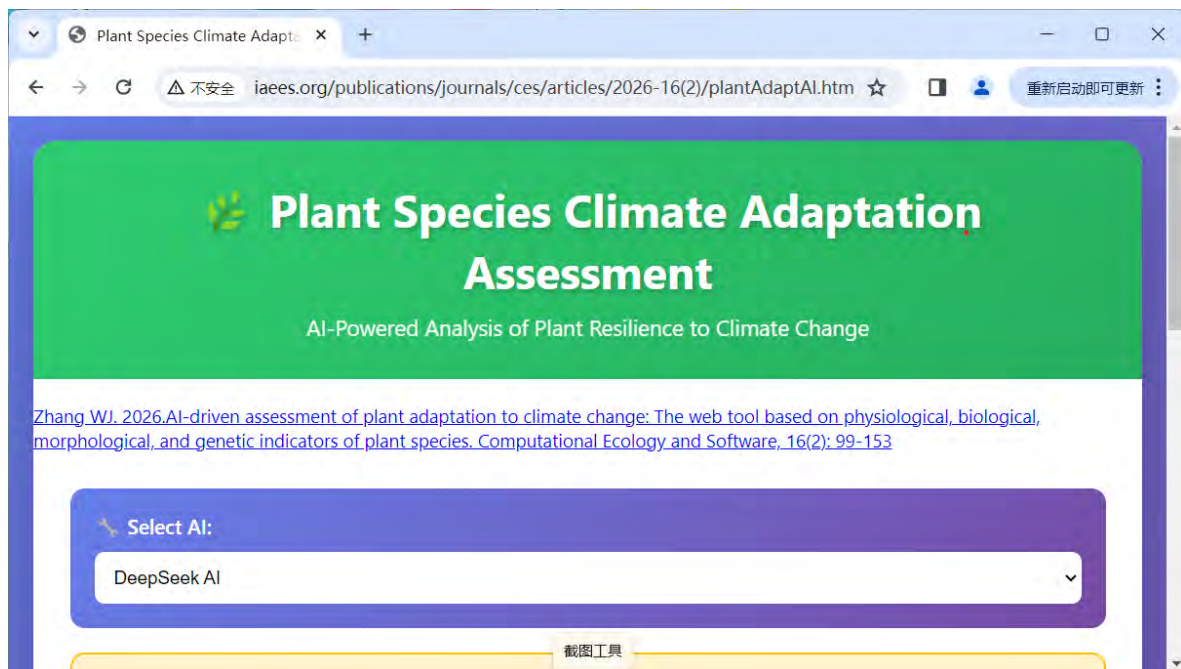 Plant Species Climate Adapta
不安全
iaees.org/publications/journals/ces/articles/2026-16(2)/plantAdaptAI.htm
重新启动即可更新
Plant Species Climate Adaptation
Assessment
AI-Powered Analysis of Plant Resilience to Climate Change
Zhang WJ. 2026.AI-driven assessment of plant adaptation to climate change: The web tool based on physiological, biological,
morphological, and genetic indicators of plant species. Computational Ecology and Software, 16(2): 99-153
Select AI:
DeepSeek AI
截图工具